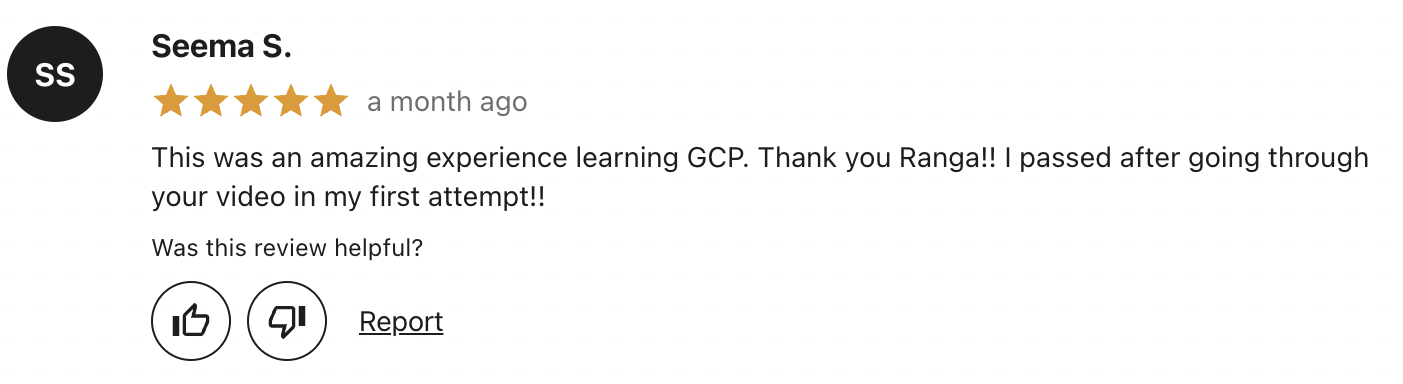 SS
Seema S.
a month ago
This was an amazing experience learning GCP. Thank you Ranga!! I passed after going through
your video in my first attempt!!
Was this review helpful?
Report